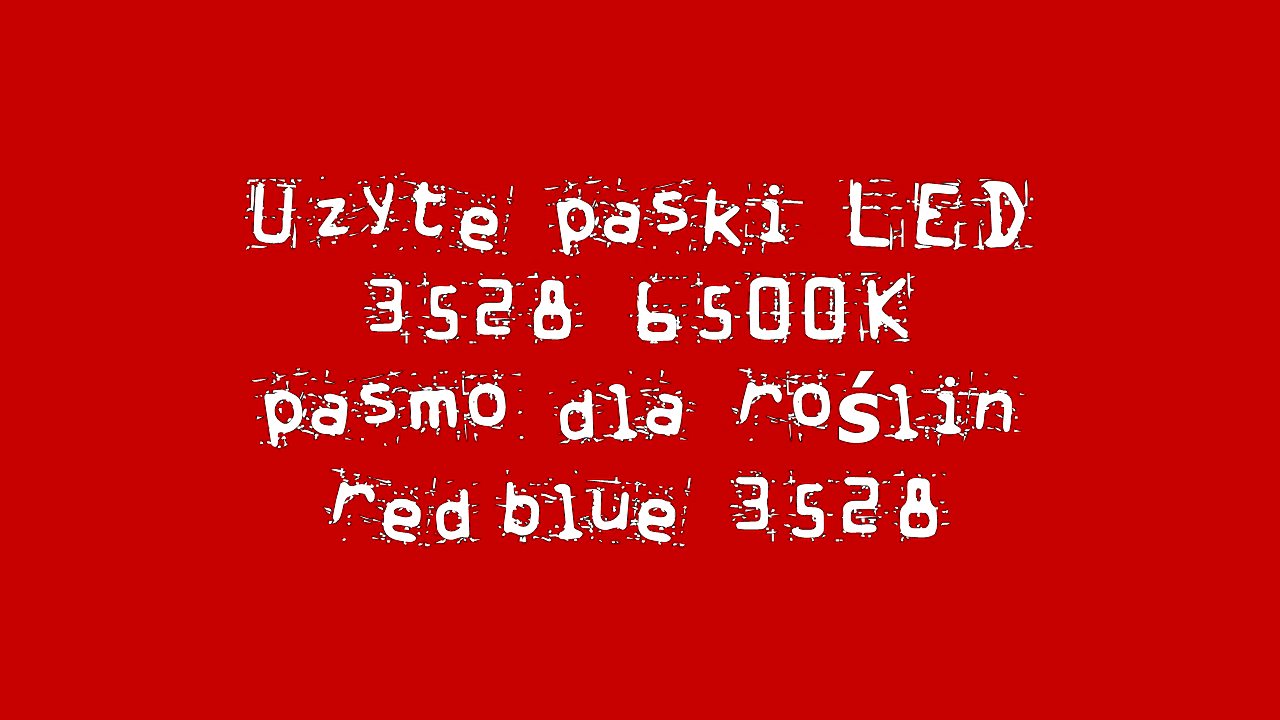 Uzyte paski LED
3528 6500K
pasmo dla roślin
red blue 3528